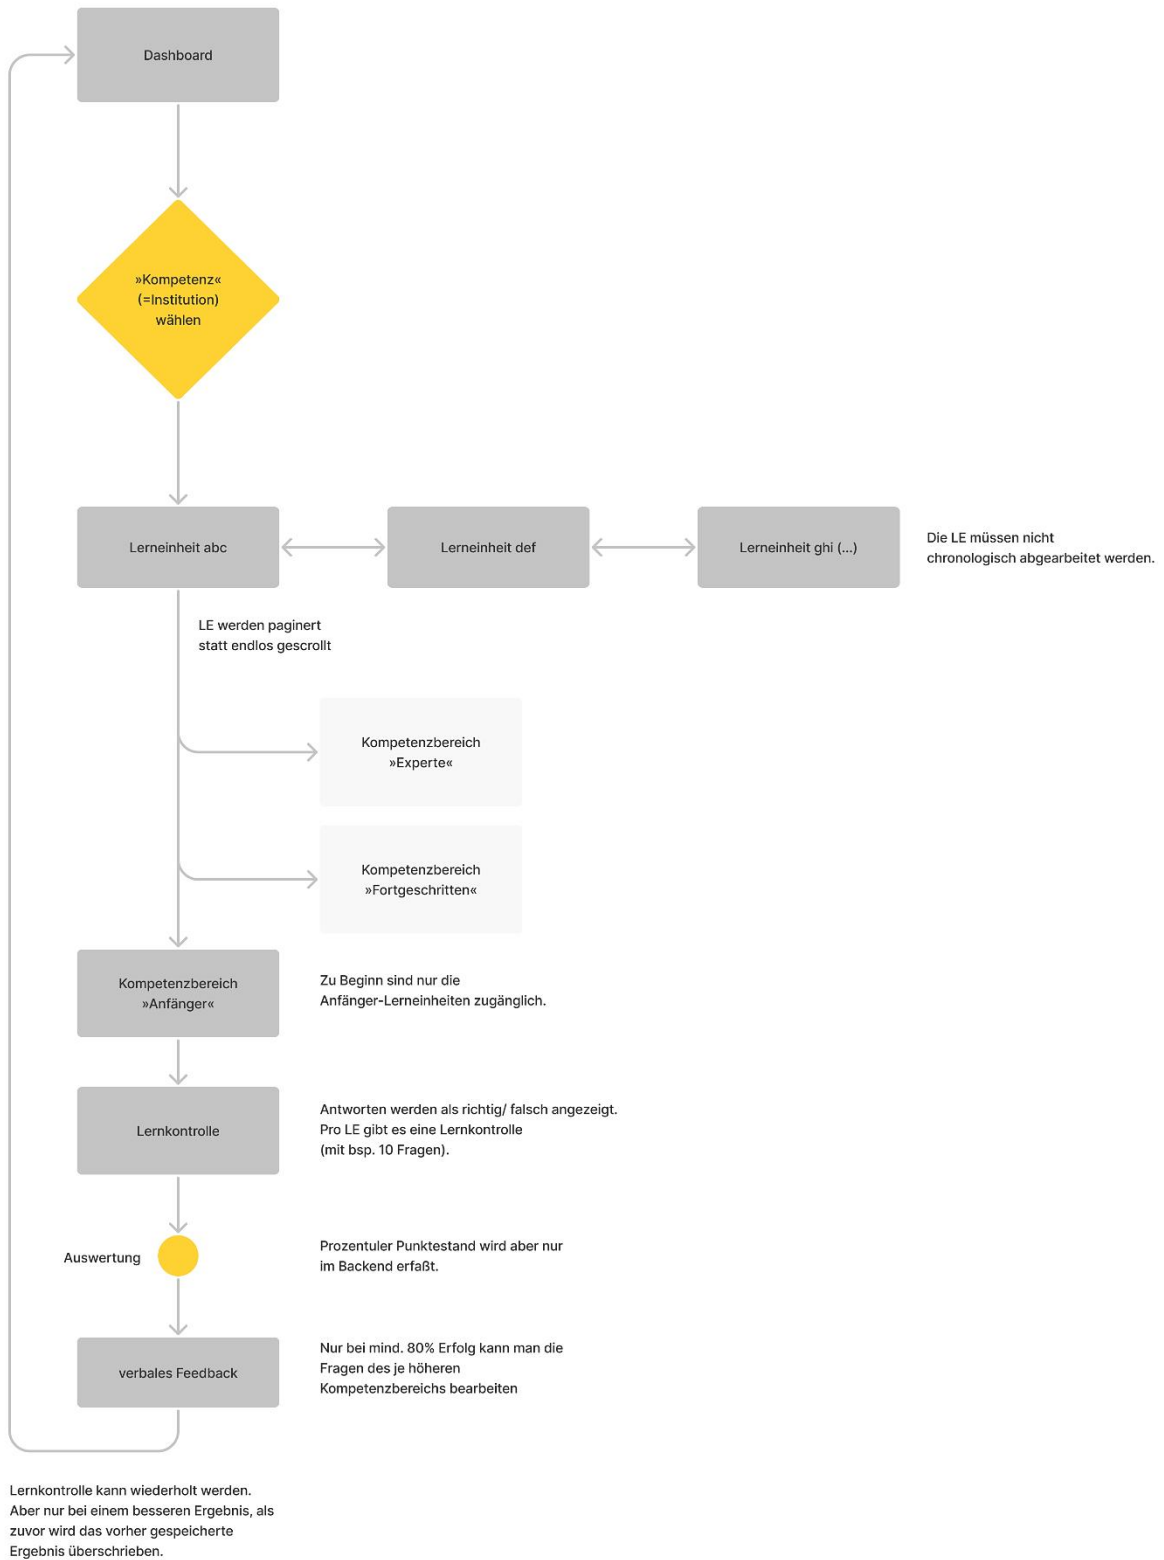 Dashboard
»Kompetenz«
(=Institution)
wählen
Lerneinheit abc
Lerneinheit def
Lerneinheit ghi (...)
Die LE müssen nicht
chronologisch abgearbeitet werden.
LE werden paginert
statt endlos gescrollt
Kompetenzbereich
»Experte«
Kompetenzbereich
»Fortgeschritten«
Kompetenzbereich
»Anfänger«
Zu Beginn sind nur die
Anfänger-Lerneinheiten zugänglich.
Lernkontrolle
Antworten werden als richtig/ falsch angezeigt.
Pro LE gibt es eine Lernkontrolle
(mit bsp. 10 Fragen).
Auswertung
Prozentuler Punktestand wird aber nur
im Backend erfaßt.
verbales Feedback
Nur bei mind. 80% Erfolg kann man die
Fragen des je höheren
Kompetenzbereichs bearbeiten
Lernkontrolle kann wiederholt werden.
Aber nur bei einem besseren Ergebnis, als
zuvor wird das vorher gespeicherte
Ergebnis überschrieben.